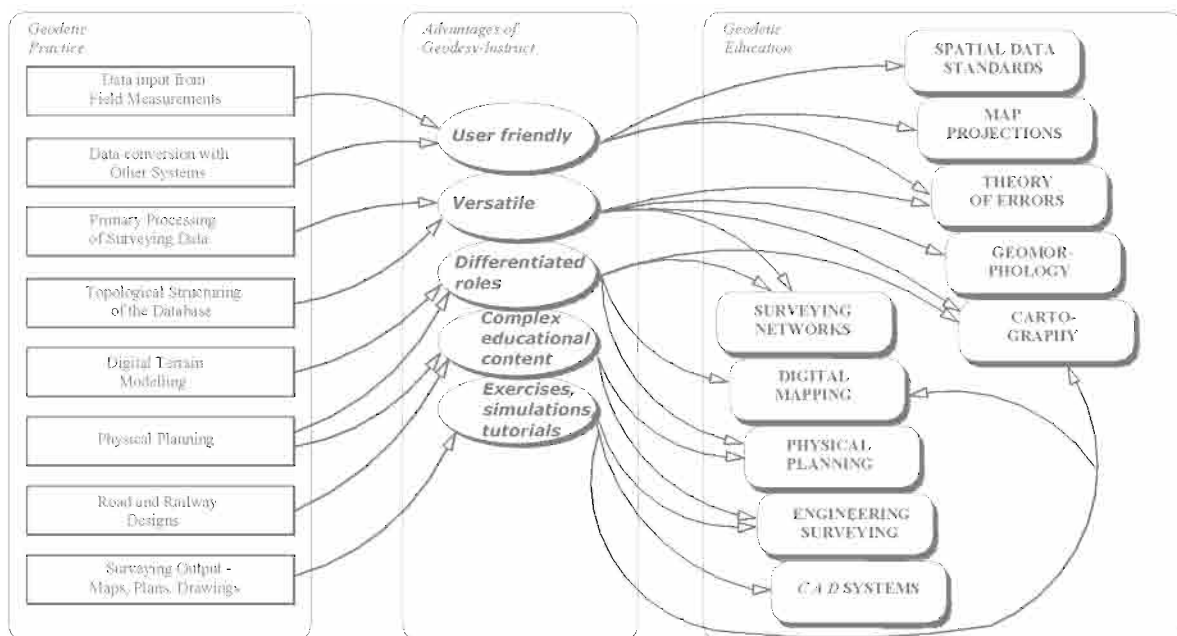 Geodetic
Practice
Data input from
Field Measurements
Data conversion with
Other Systems
Primary Processing
of Surveying Data
Topological Structuring
of the Database
Digital Terrain
Modelling
Physical Planning
Road and Railway
Designs
Surveying Output -
Maps, Plans, Drawings
Advantages of
Geodesy-Instruct
User friendly
Versatile
Differentiated
roles
Complex
educational
content
Exercises,
simulations
tutorials
Geodetic
Education
SPATIAL DATA
STANDARDS
MAP
PROJECTIONS
THEORY
OF ERRORS
GEOMOR-
PHOLOGY
CARTO-
GRAPHY
SURVEYING
NETWORKS
DIGITAL
MAPPING
PHYSICAL
PLANNING
ENGINEERING
SURVEYING
C A D SYSTEMS